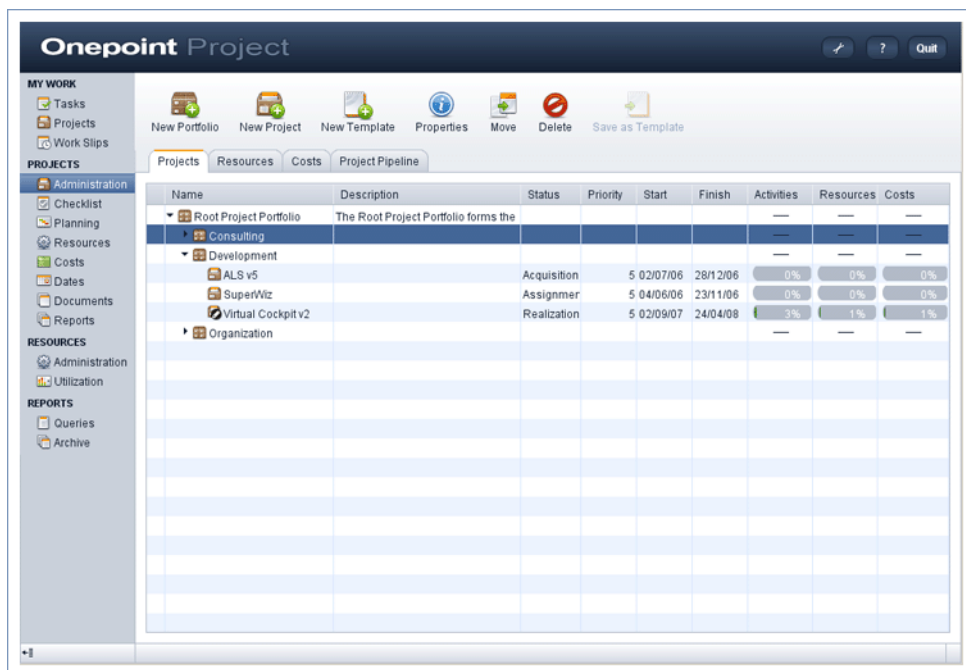 Onepoint Project
? Quit
MY WORK
Tasks
Projects
Work Slips
PROJECTS
Administration
Checklist
Planning
Resources
Costs
Dates
Documents
Reports
RESOURCES
Administration
Utilization
REPORTS
Queries
Archive
New Portfolio New Project New Template Properties Move Delete Save as Template
Projects Resources Costs Project Pipeline
Name Description Status Priority Start Finish Activities Resources Costs
Root Project Portfolio The Root Project Portfolio forms the — — —
Consulting — — —
Development — — —
ALS v5 Acquisition 5 02/07/06 28/12/06 0% 0% 0%
SuperWiz Assignmer 5 04/06/06 23/11/06 0% 0% 0%
Virtual Cockpit v2 Realization 5 02/09/07 24/04/08 3% 1% 1%
Organization — — —